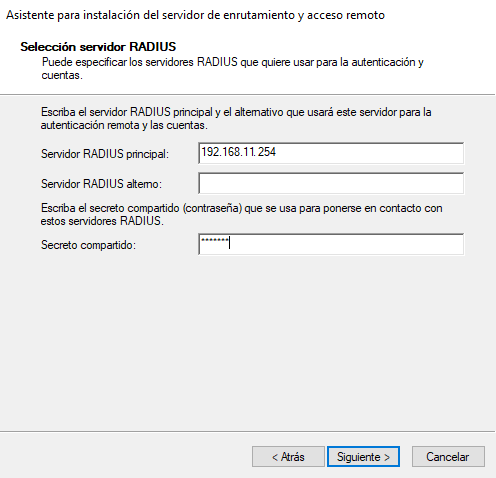 Asistente para instalación del servidor de enrutamiento y acceso remoto
Selección servidor RADIUS
Puede especificar los servidores RADIUS que quiere usar para la autenticación y
cuentas.
Escriba el servidor RADIUS principal y el alternativo que usará este servidor para la
autenticación remota y las cuentas.
Servidor RADIUS principal: 192.168.11.254
Servidor RADIUS alterno:
Escriba el secreto compartido (contraseña) que se usa para ponerse en contacto con
estos servidores RADIUS.
Secreto compartido: *******
< Atrás Siguiente > Cancelar